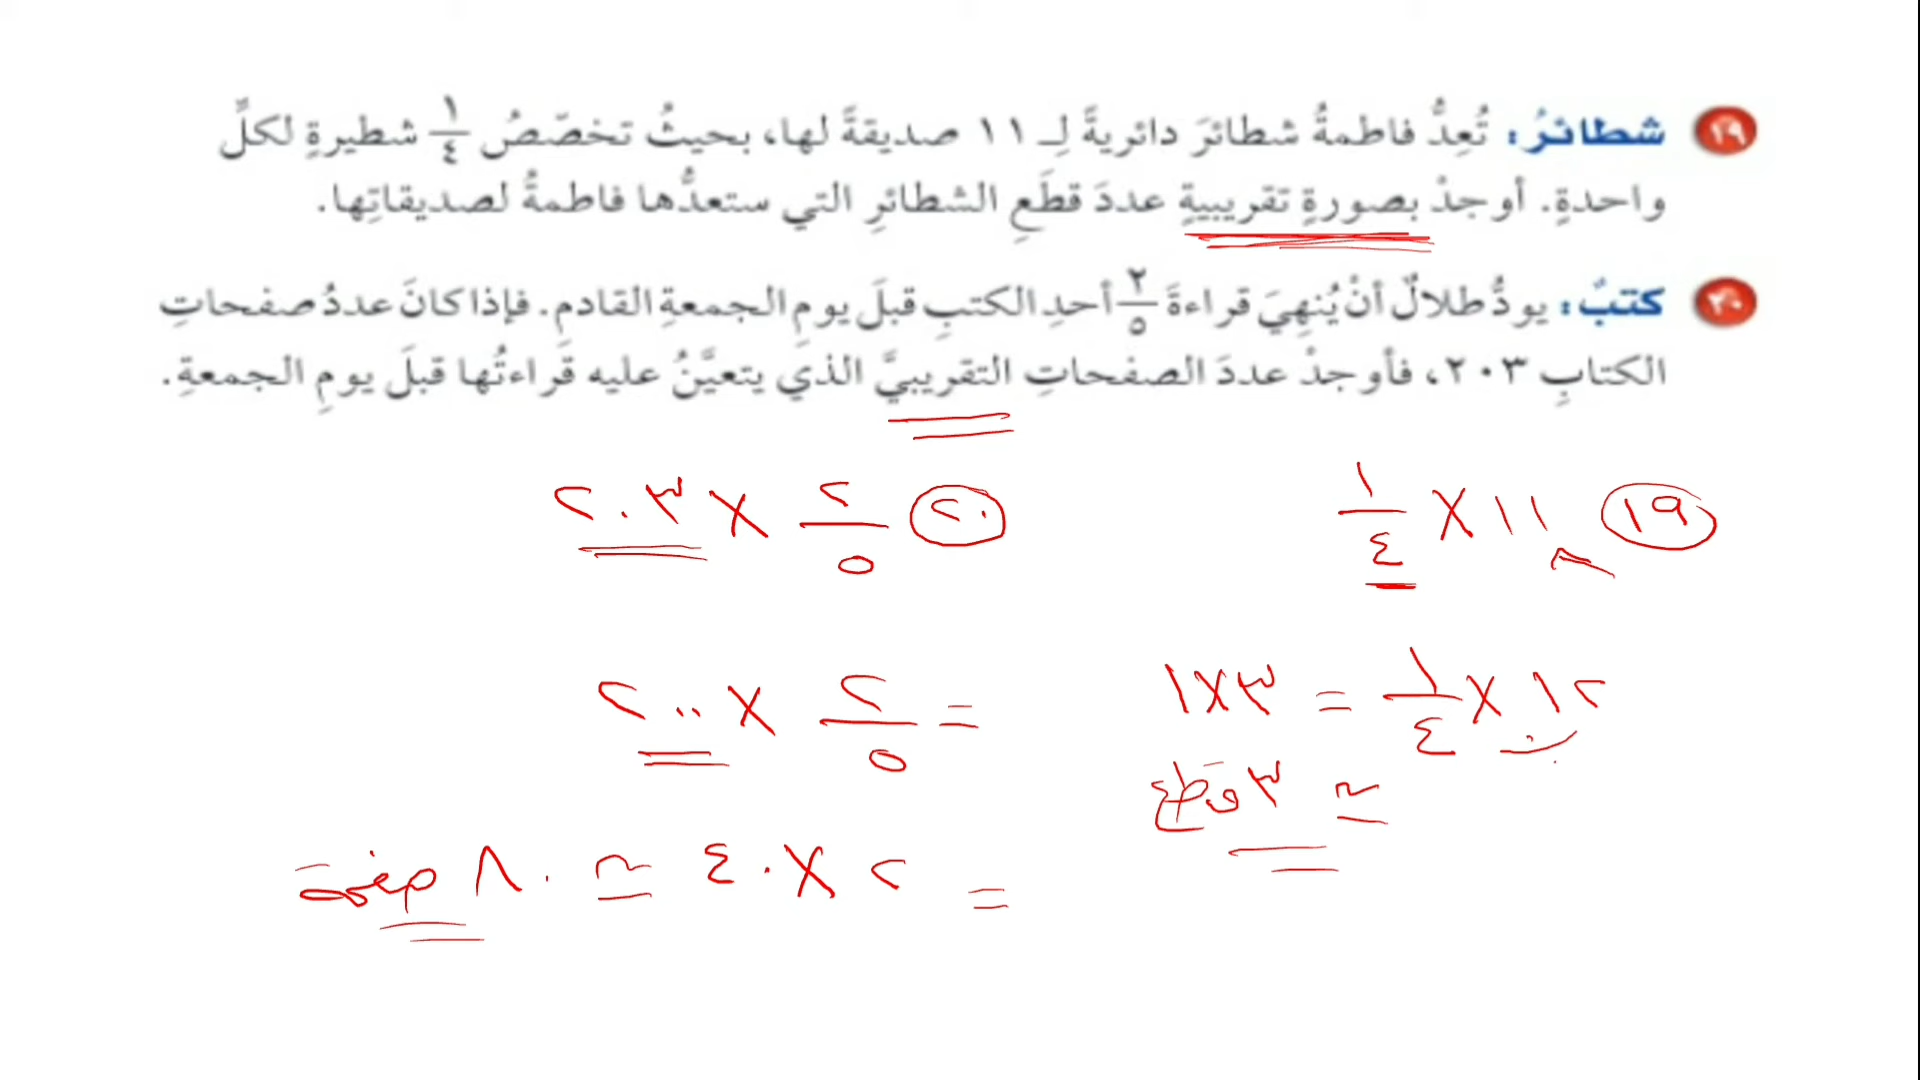 ١٩ شطائرُ: تُعِدُّ فاطمةُ شطائرَ دائريةً لِـ ١١ صديقةً لها، بحيثُ تخصّصُ ١/٤ شطيرةٍ لكلِّ
واحدةٍ. أوجدْ بصورةٍ تقريبيةٍ عددَ قطَعِ الشطائرِ التي ستعدُّها فاطمةُ لصديقاتِها.
٢٠ كتبٌ: يودُّ طلالٌ أنْ يُنهِيَ قراءةَ ٢/٥ أحدِ الكتبِ قبلَ يومِ الجمعةِ القادمِ. فإذا كانَ عددُ صفحاتِ
الكتابِ ٢٠٣، فأوجدْ عددَ الصفحاتِ التقريبيَّ الذي يتعيَّنُ عليه قراءتُها قبلَ يومِ الجمعةِ.
١٩ ١١ × ١/٤
١٢ × ١/٤ = ٣ × ١
≃ ٣ قطع
٢٠ ٢/٥ × ٢٠٣
= ٢/٥ × ٢٠٠
= ٢ × ٤٠ ≃ ٨٠ صفحة